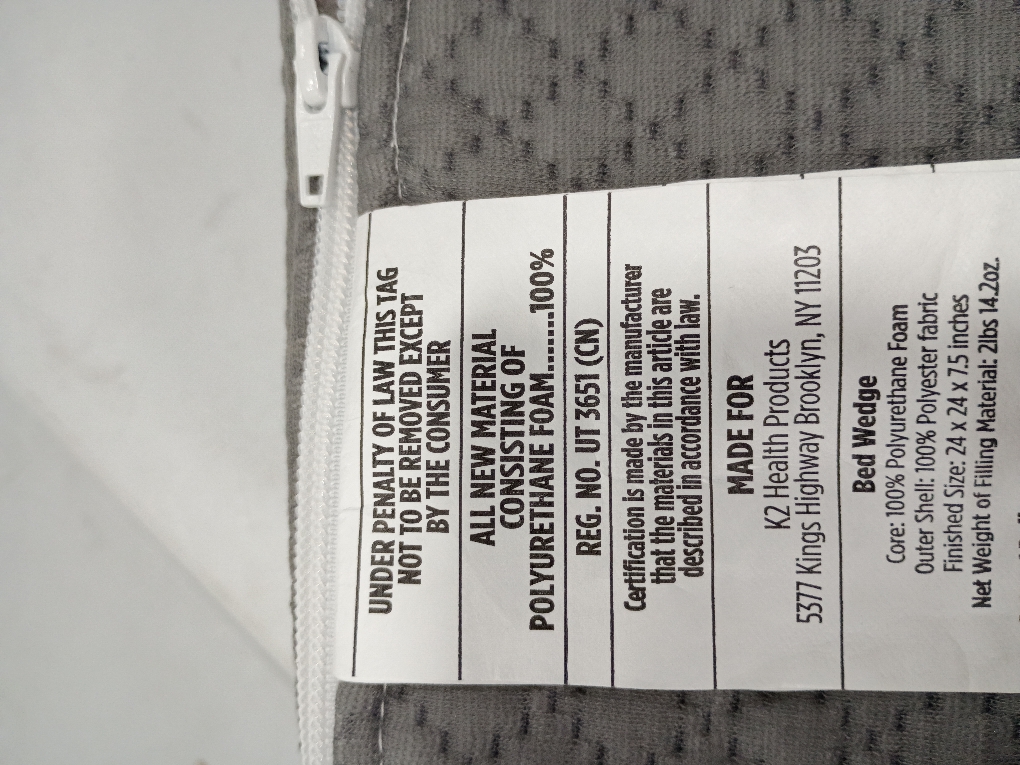 UNDER PENALTY OF LAW THIS TAG
NOT TO BE REMOVED EXCEPT
BY THE CONSUMER
ALL NEW MATERIAL
CONSISTING OF
POLYURETHANE FOAM......100%
REG. NO. UT 3651 (CN)
Certification is made by the manufacturer
that the materials in this article are
described in accordance with law.
MADE FOR
K2 Health Products
5377 Kings Highway Brooklyn, NY 11203
Bed Wedge
Core: 100% Polyurethane Foam
Outer Shell: 100% Polyester fabric
Finished Size: 24 x 24 x 7.5 inches
Net Weight of Filling Material: 2lbs 14.2oz.